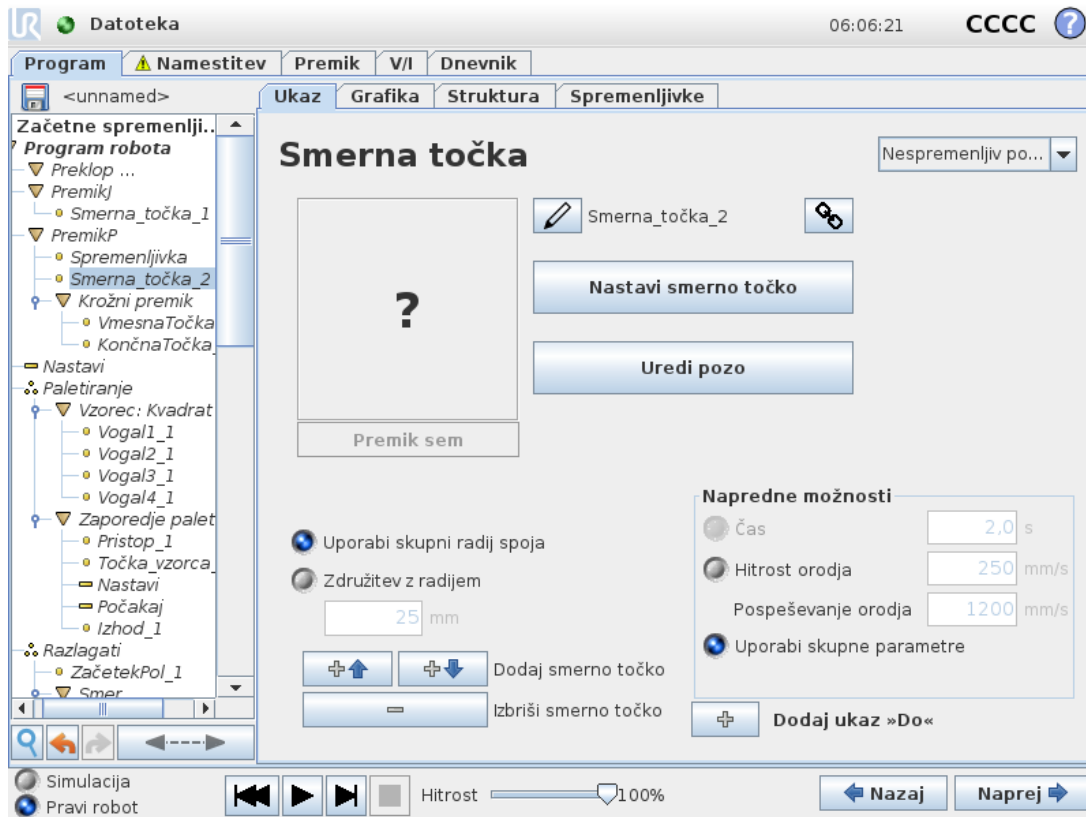 UR Datoteka 06:06:21 CCCC ?
Program Namestitev Premik V/I Dnevnik
<unnamed>
Ukaz Grafika Struktura Spremenljivke
Začetne spremenlji..
Program robota
Preklop ...
PremikJ
Smerna_točka_1
PremikP
Spremenljivka
Smerna_točka_2
Krožni premik
VmesnaTočka
KončnaTočka_
Nastavi
Paletiranje
Vzorec: Kvadrat
Vogal1_1
Vogal2_1
Vogal3_1
Vogal4_1
Zaporedje palet
Pristop_1
Točka_vzorca_
Nastavi
Počakaj
Izhod_1
Razlagati
ZačetekPol_1
Smer
Smerna točka
Nespremenljiv po...
?
Smerna_točka_2
Nastavi smerno točko
Uredi pozo
Premik sem
Uporabi skupni radij spoja
Združitev z radijem
25 mm
Dodaj smerno točko
Izbriši smerno točko
Napredne možnosti
Čas 2,0 s
Hitrost orodja 250 mm/s
Pospeševanje orodja 1200 mm/s
Uporabi skupne parametre
Dodaj ukaz »Do«
Simulacija
Pravi robot
Hitrost 100%
Nazaj Naprej